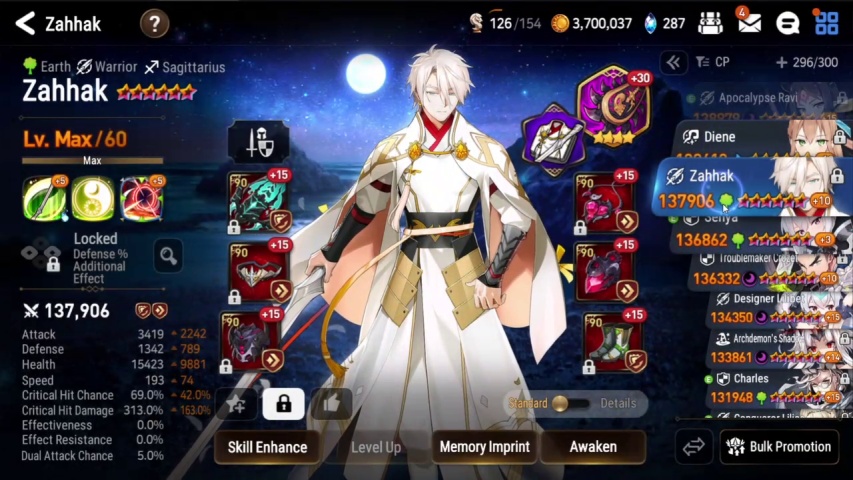 Zahhak
?
126/154
3,700,037
287
4
Earth
Warrior
Sagittarius
Zahhak
Lv. Max/60
Max
+5
+5
Locked
Defense %
Additional
Effect
137,906
Attack 3419 2242
Defense 1342 789
Health 15423 9881
Speed 193 74
Critical Hit Chance 69.0% 42.0%
Critical Hit Damage 313.0% 163.0%
Effectiveness 0.0%
Effect Resistance 0.0%
Dual Attack Chance 5.0%
90 +15
90 +15
90 +15
+30
90 +15
90 +15
90 +15
Standard
Details
Skill Enhance
Level Up
Memory Imprint
Awaken
CP
296/300
Apocalypse Ravi
Diene
Zahhak
137906 +10
Senya
136862 +3
Troublemaker Crozet
136332 +10
Designer Lilibet
134350 +15
Archdemon's Shadow
133861 +14
Charles
131948 +15
Conqueror Lilias
Bulk Promotion